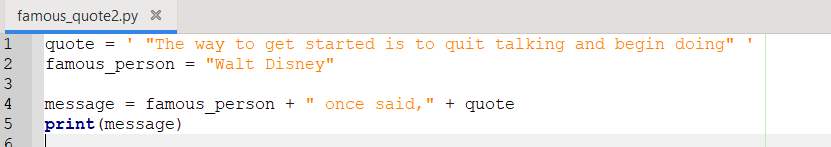 famous_quote2.py ✖
1 quote = ' "The way to get started is to quit talking and begin doing" '
2 famous_person = "Walt Disney"
3
4 message = famous_person + " once said," + quote
5 print(message)
6